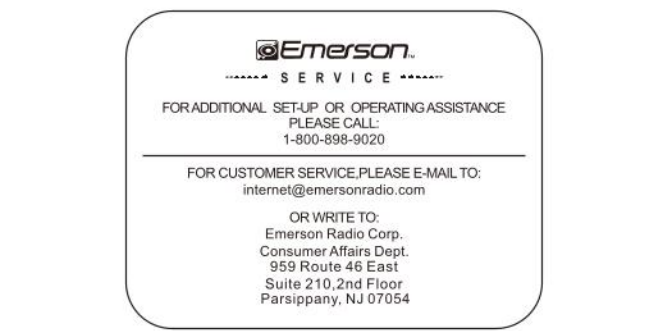 Emerson™
SERVICE
FOR ADDITIONAL SET-UP OR OPERATING ASSISTANCE
PLEASE CALL:
1-800-898-9020
FOR CUSTOMER SERVICE,PLEASE E-MAIL TO:
internet@emersonradio.com
OR WRITE TO:
Emerson Radio Corp.
Consumer Affairs Dept.
959 Route 46 East
Suite 210,2nd Floor
Parsippany, NJ 07054